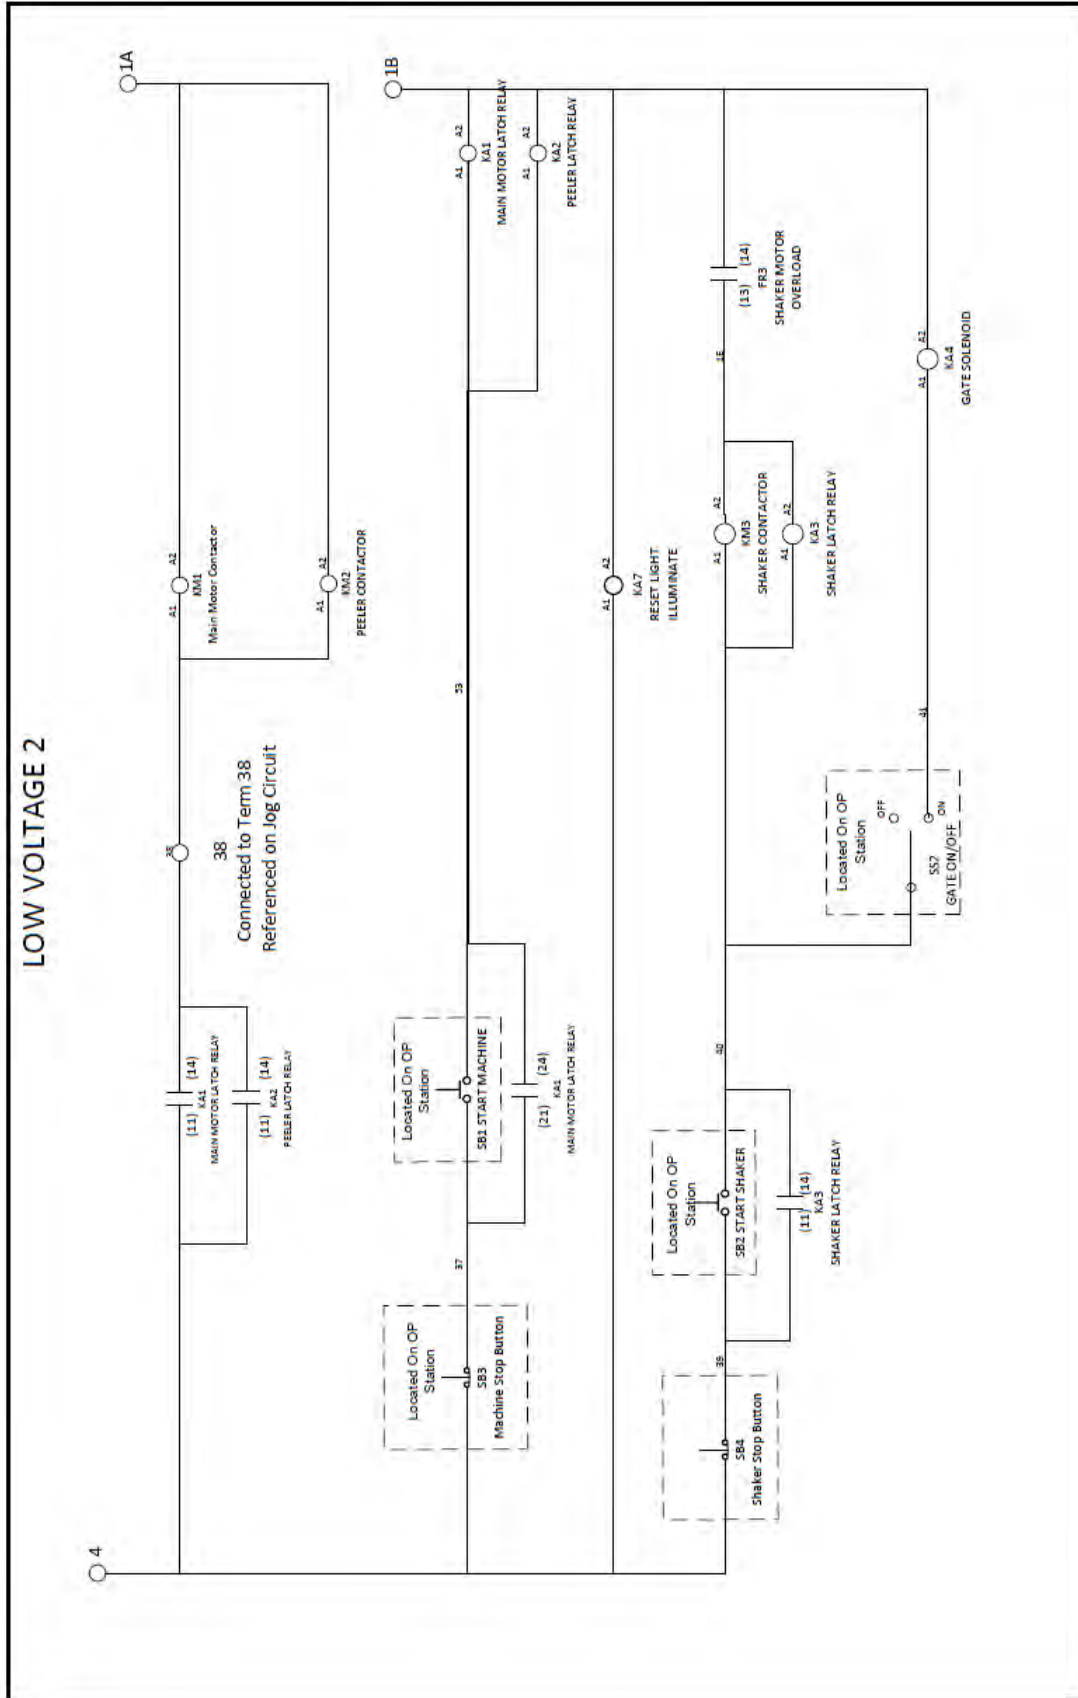 LOW VOLTAGE 2
4
1A
(11) (14)
KA1
MAIN MOTOR LATCH RELAY
(11) (14)
KA2
PEELER LATCH RELAY
38
38
Connected to Term 38
Referenced on Jog Circuit
A1 A2
KM1
Main Motor Contactor
A1 A2
KM2
PEELER CONTACTOR
1B
Located On OP
Station
SB3
Machine Stop Button
37
Located On OP
Station
SB1 START MACHINE
(21) (24)
KA1
MAIN MOTOR LATCH RELAY
53
A1 A2
KA1
MAIN MOTOR LATCH RELAY
A1 A2
KA2
PEELER LATCH RELAY
A1 A2
KA7
RESET LIGHT
ILLUMINATE
SB4
Shaker Stop Button
39
Located On OP
Station
SB2 START SHAKER
(11) (14)
KA3
SHAKER LATCH RELAY
40
A1 A2
KM3
SHAKER CONTACTOR
A1 A2
KA3
SHAKER LATCH RELAY
1E
(13) (14)
FR3
SHAKER MOTOR
OVERLOAD
Located On OP
Station
OFF
ON
SS2
GATE ON/OFF
41
A1 A2
KA4
GATE SOLENOID